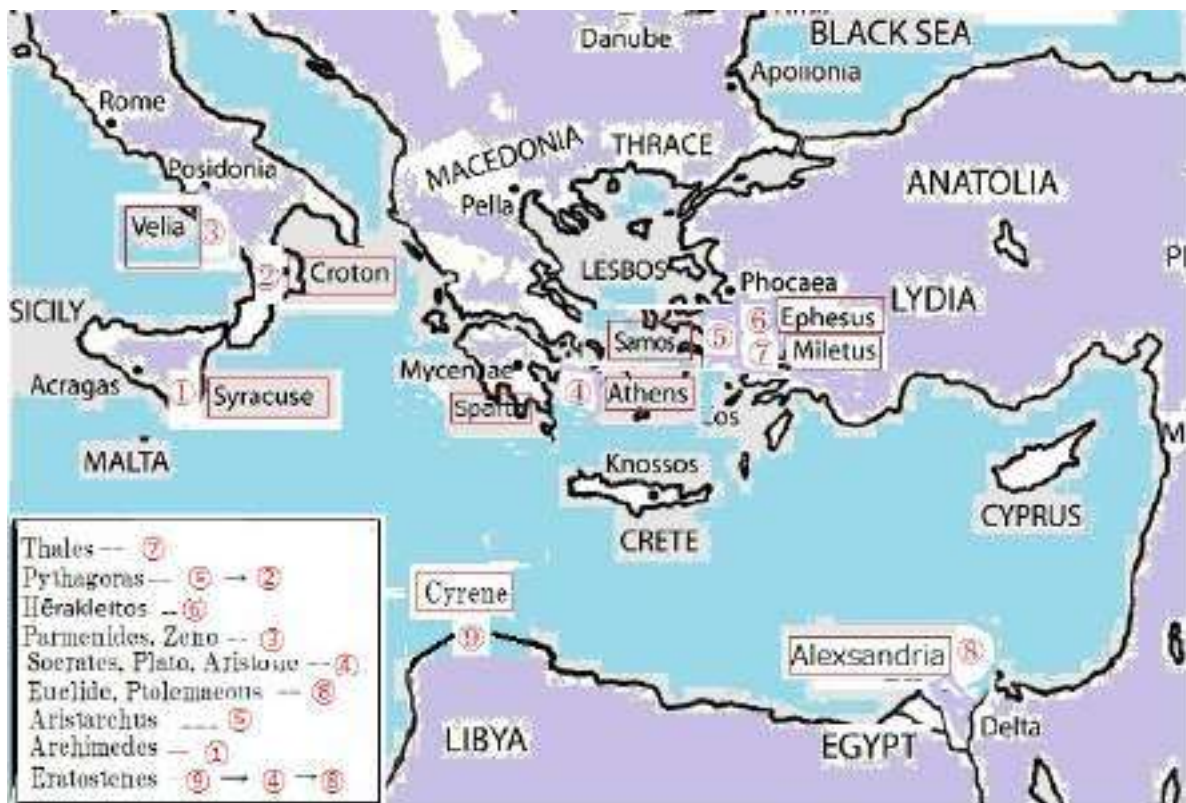 Danube
BLACK SEA
Apollonia
Rome
THRACE
MACEDONIA
Posidonia
ANATOLIA
Pella
Velia ③
② Croton
LESBOS
Phocaea
SICILY
LYDIA
⑥ Ephesus
Samos ⑤
⑦ Miletus
Acragas
Mycenae
① Syracuse
④ Athens
MALTA
Knossos
CYPRUS
CRETE
Thales — ⑦
Pythagoras — ⑤ → ②
Hērakleitos — ⑥
Parmenides, Zeno — ③
Socrates, Plato, Aristotle — ④
Euclide, Ptolemaeous — ⑧
Aristarchus — ⑤
Archimedes — ①
Eratostenes ⑨ → ④ → ⑧
Cyrene
⑨
Alexsandria ⑧
LIBYA
EGYPT
Delta